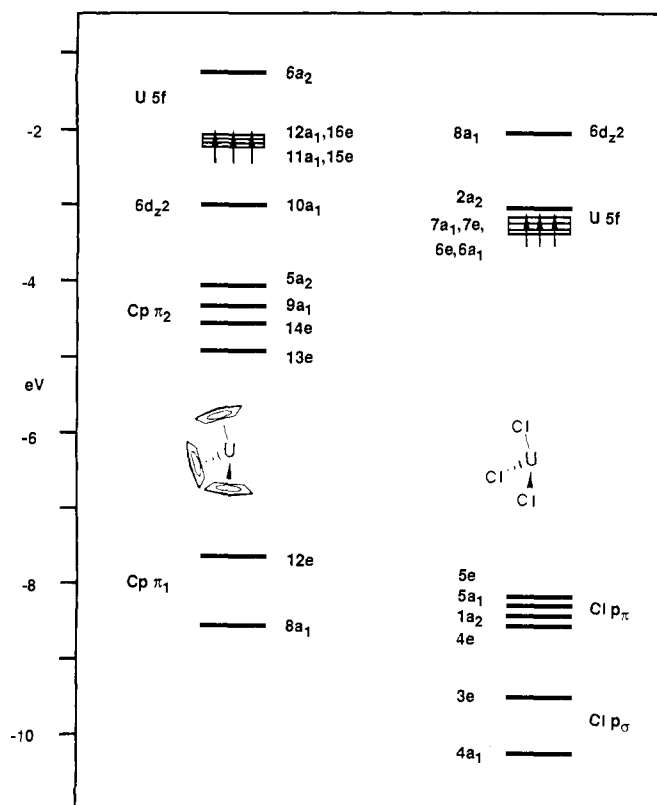 6a2
U 5f
-2
12a1,16e
8a1
6dz2
11a1,15e
6dz2
10a1
2a2
7a1,7e,
U 5f
6e,6a1
-4
5a2
9a1
Cp π2
14e
13e
eV
-6
U
Cl
U
Cl
Cl
12e
5e
Cp π1
-8
5a1
1a2
Cl pπ
8a1
4e
3e
Cl pσ
-10
4a1